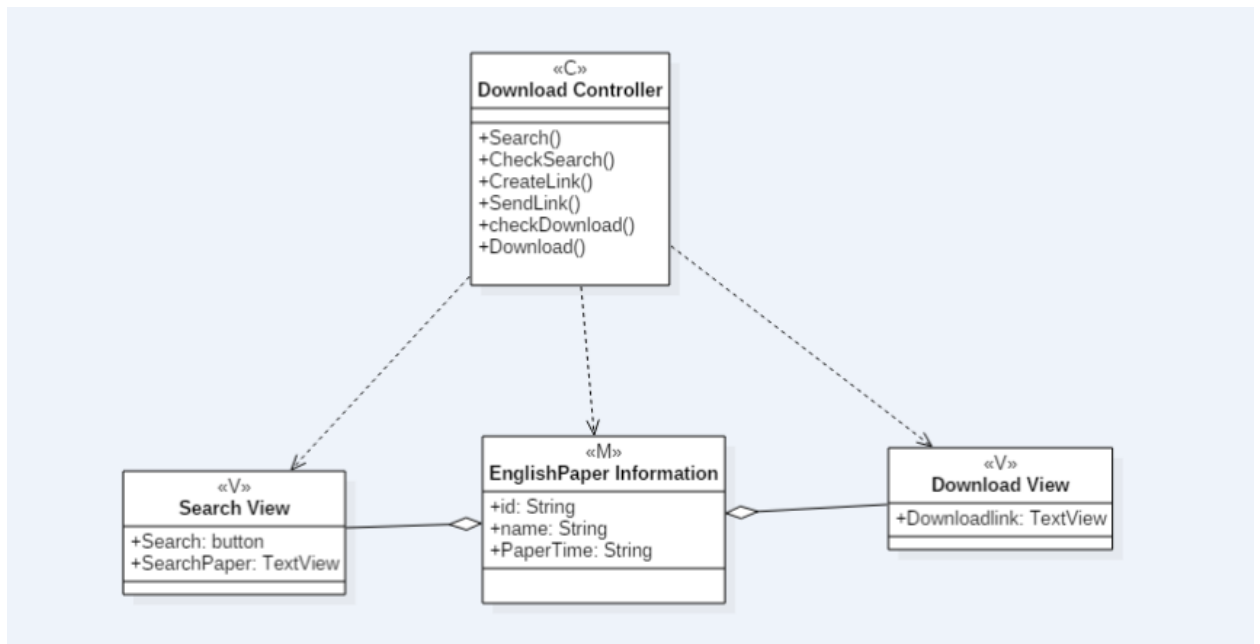 «C»
Download Controller
+Search()
+CheckSearch()
+CreateLink()
+SendLink()
+checkDownload()
+Download()
«V»
Search View
+Search: button
+SearchPaper: TextView
«M»
EnglishPaper Information
+id: String
+name: String
+PaperTime: String
«V»
Download View
+Downloadlink: TextView